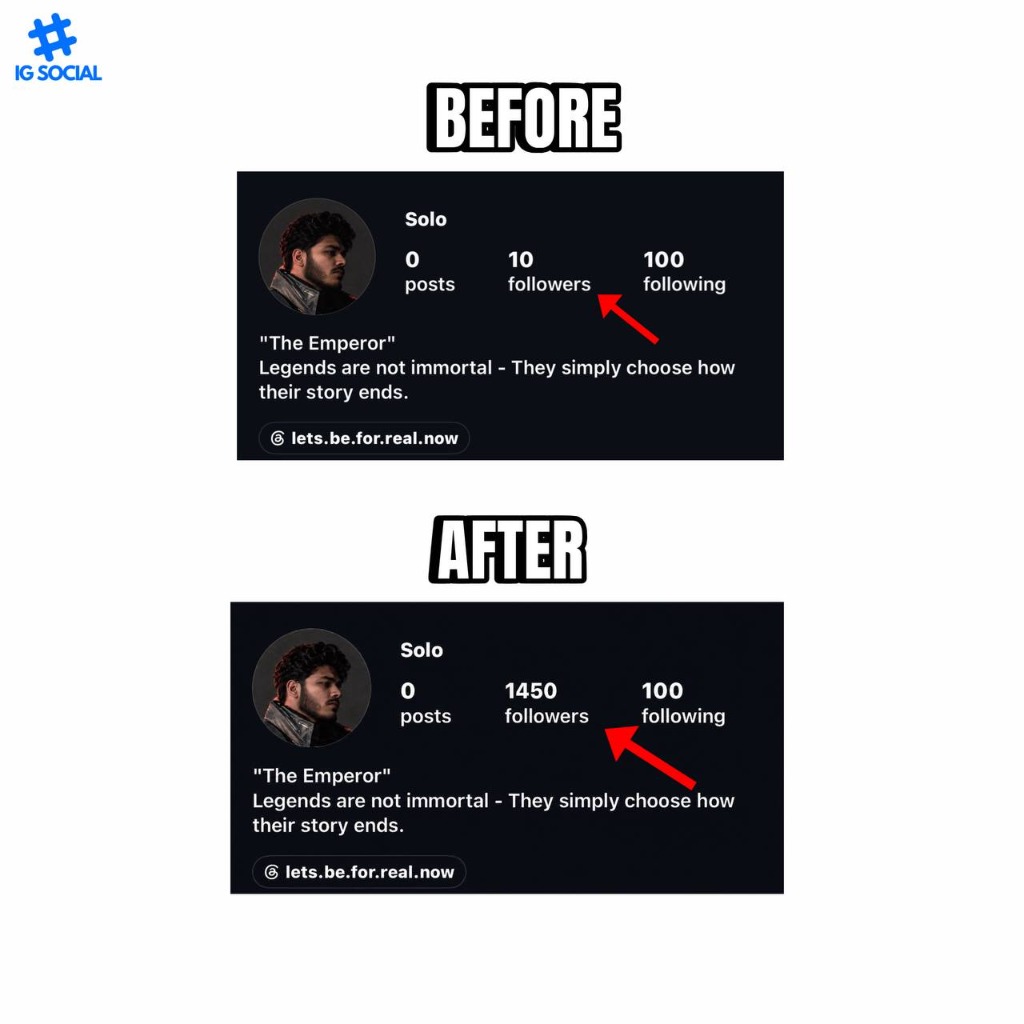 IG SOCIAL
BEFORE
Solo
0 10 100
posts followers following
"The Emperor"
Legends are not immortal - They simply choose how
their story ends.
lets.be.for.real.now
AFTER
Solo
0 1450 100
posts followers following
"The Emperor"
Legends are not immortal - They simply choose how
their story ends.
lets.be.for.real.now